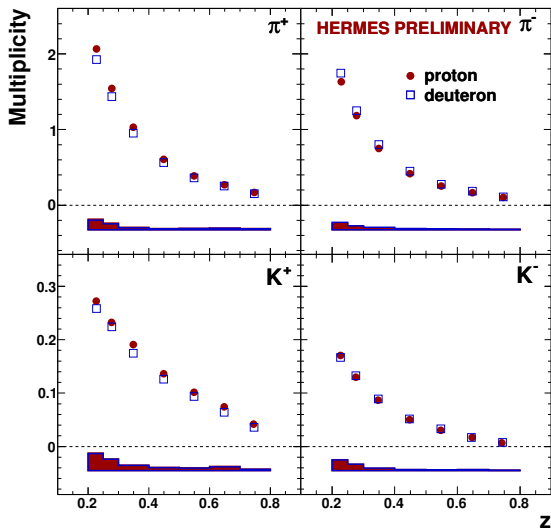 Multiplicity
π+
HERMES PRELIMINARY π-
proton
deuteron
2
1
0
K+
K-
0.3
0.2
0.1
0
0.2 0.4 0.6 0.8 0.2 0.4 0.6 0.8
z